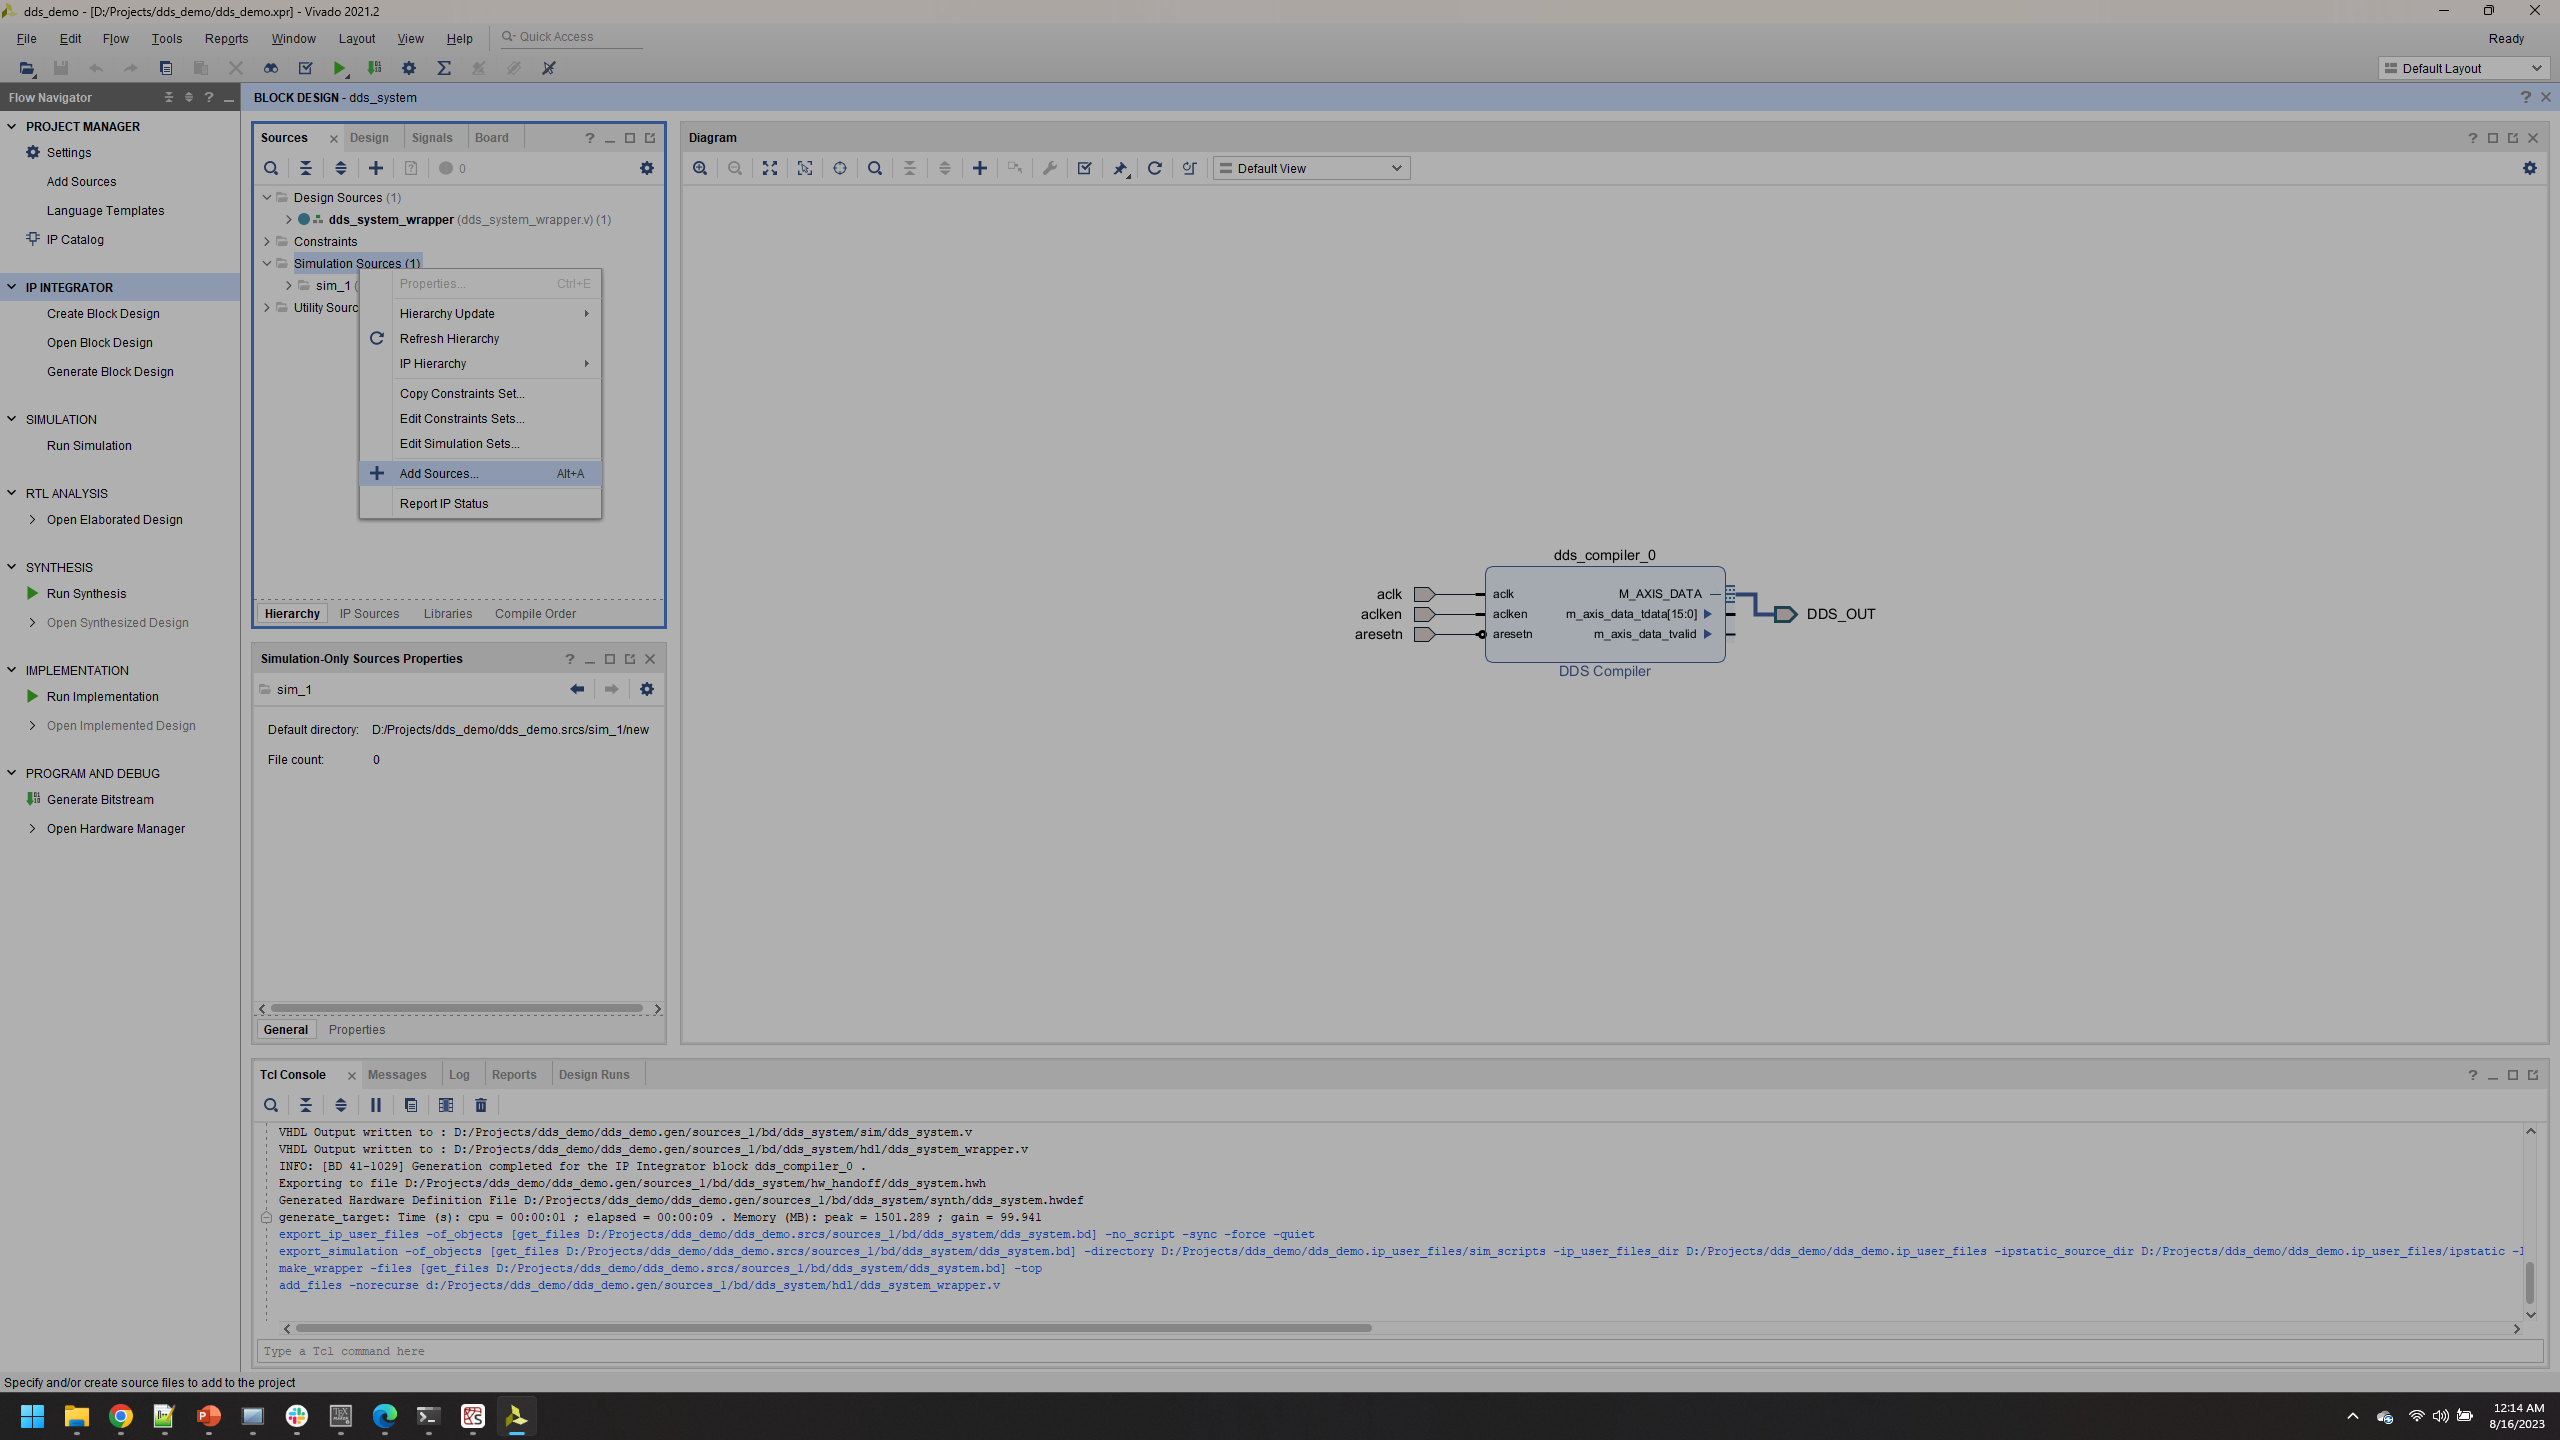 dds_demo - [D:/Projects/dds_demo/dds_demo.xpr] - Vivado 2021.2
File Edit Flow Tools Reports Window Layout View Help Quick Access Ready
Default Layout
Flow Navigator
PROJECT MANAGER
Settings
Add Sources
Language Templates
IP Catalog
IP INTEGRATOR
Create Block Design
Open Block Design
Generate Block Design
SIMULATION
Run Simulation
RTL ANALYSIS
Open Elaborated Design
SYNTHESIS
Run Synthesis
Open Synthesized Design
IMPLEMENTATION
Run Implementation
Open Implemented Design
PROGRAM AND DEBUG
Generate Bitstream
Open Hardware Manager
BLOCK DESIGN - dds_system
Sources Design Signals Board
0
Design Sources (1)
dds_system_wrapper (dds_system_wrapper.v) (1)
Constraints
Simulation Sources (1)
sim_1 (
Utility Sourc
Properties... Ctrl+E
Hierarchy Update
Refresh Hierarchy
IP Hierarchy
Copy Constraints Set...
Edit Constraints Sets...
Edit Simulation Sets...
Add Sources... Alt+A
Report IP Status
Hierarchy IP Sources Libraries Compile Order
Simulation-Only Sources Properties
sim_1
Default directory: D:/Projects/dds_demo/dds_demo.srcs/sim_1/new
File count: 0
General Properties
Diagram
Default View
dds_compiler_0
aclk aclk M_AXIS_DATA
aclken aclken m_axis_data_tdata[15:0] DDS_OUT
aresetn aresetn m_axis_data_tvalid
DDS Compiler
Tcl Console Messages Log Reports Design Runs
VHDL Output written to : D:/Projects/dds_demo/dds_demo.gen/sources_1/bd/dds_system/sim/dds_system.v
VHDL Output written to : D:/Projects/dds_demo/dds_demo.gen/sources_1/bd/dds_system/hdl/dds_system_wrapper.v
INFO: [BD 41-1029] Generation completed for the IP Integrator block dds_compiler_0 .
Exporting to file D:/Projects/dds_demo/dds_demo.gen/sources_1/bd/dds_system/hw_handoff/dds_system.hwh
Generated Hardware Definition File D:/Projects/dds_demo/dds_demo.gen/sources_1/bd/dds_system/synth/dds_system.hwdef
generate_target: Time (s): cpu = 00:00:01 ; elapsed = 00:00:09 . Memory (MB): peak = 1501.289 ; gain = 99.941
export_ip_user_files -of_objects [get_files D:/Projects/dds_demo/dds_demo.srcs/sources_1/bd/dds_system/dds_system.bd] -no_script -sync -force -quiet
export_simulation -of_objects [get_files D:/Projects/dds_demo/dds_demo.srcs/sources_1/bd/dds_system/dds_system.bd] -directory D:/Projects/dds_demo/dds_demo.ip_user_files/sim_scripts -ip_user_files_dir D:/Projects/dds_demo/dds_demo.ip_user_files -ipstatic_source_dir D:/Projects/dds_demo/dds_demo.ip_user_files/ipstatic -l
make_wrapper -files [get_files D:/Projects/dds_demo/dds_demo.srcs/sources_1/bd/dds_system/dds_system.bd] -top
add_files -norecurse d:/Projects/dds_demo/dds_demo.gen/sources_1/bd/dds_system/hdl/dds_system_wrapper.v
Type a Tcl command here
Specify and/or create source files to add to the project
12:14 AM
8/16/2023